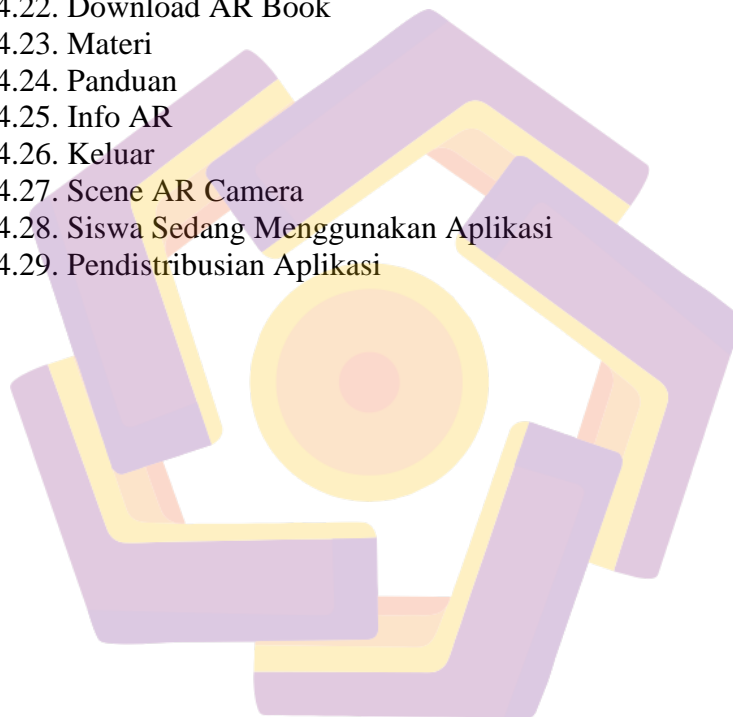 4.22. Download AR Book
4.23. Materi
4.24. Panduan
4.25. Info AR
4.26. Keluar
4.27. Scene AR Camera
4.28. Siswa Sedang Menggunakan Aplikasi
4.29. Pendistribusian Aplikasi